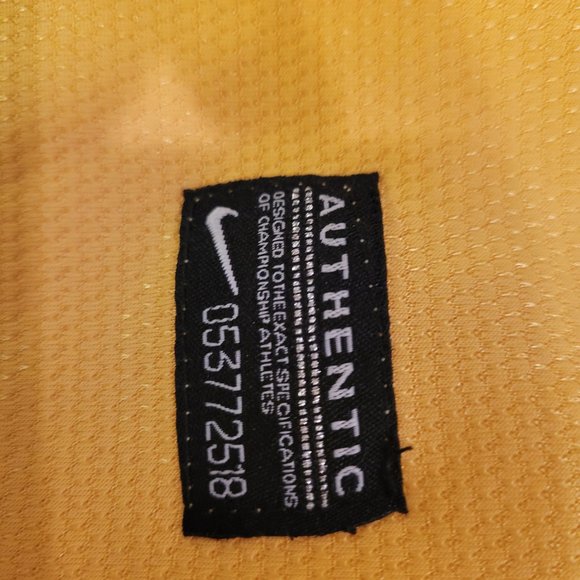 AUTHENTIC
DESIGNED TO THE EXACT SPECIFICATIONS
OF CHAMPIONSHIP ATHLETES
053772518